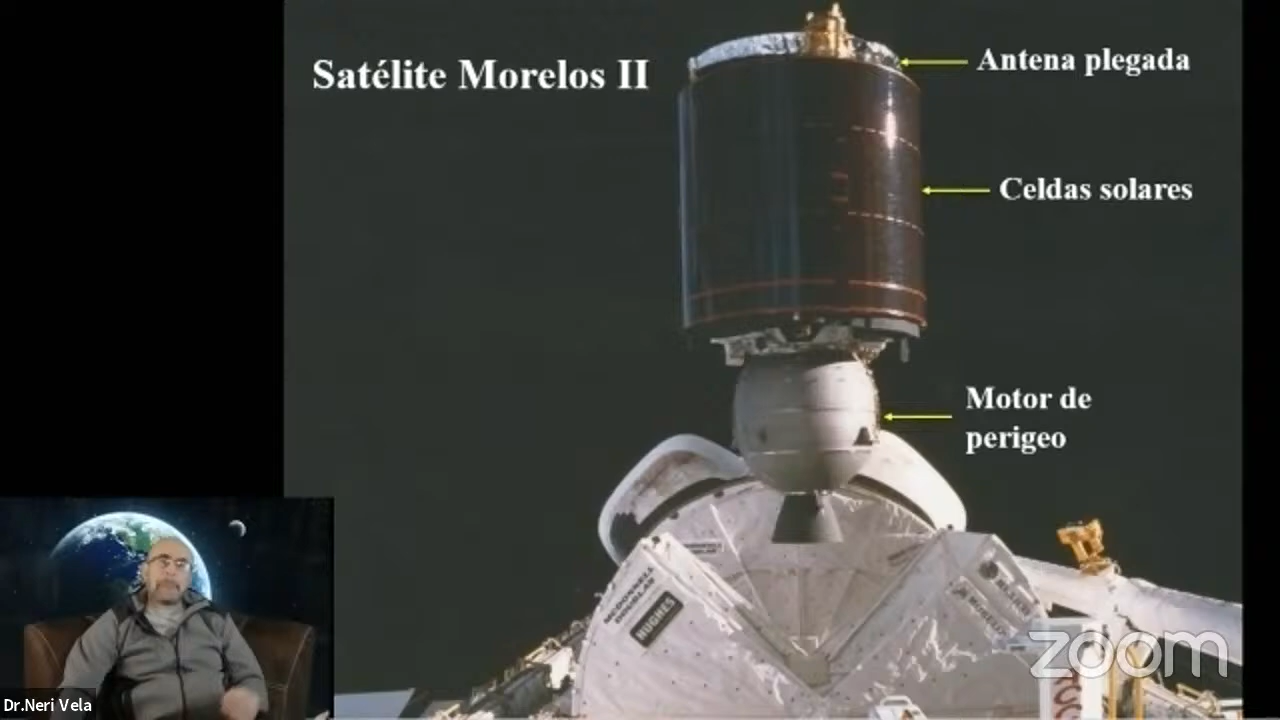 Satélite Morelos II
Antena plegada
Celdas solares
Motor de
perigeo
MCDONNELL
DOUGLAS
HUGHES
zoom
Dr.Neri Vela